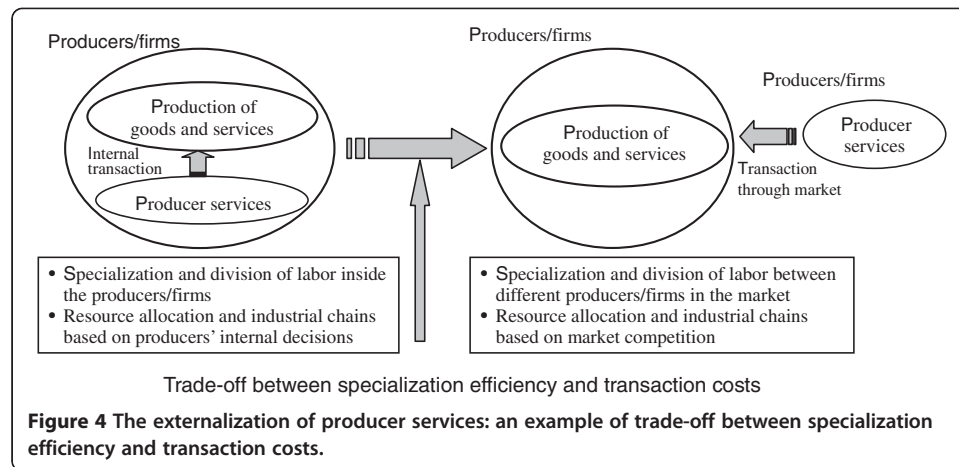 Producers/firms
Production of
goods and services
Internal
transaction
Producer services
• Specialization and division of labor inside
the producers/firms
• Resource allocation and industrial chains
based on producers' internal decisions
Producers/firms
Production of
goods and services
Producers/firms
Producer
services
Transaction
through market
• Specialization and division of labor between
different producers/firms in the market
• Resource allocation and industrial chains
based on market competition
Trade-off between specialization efficiency and transaction costs
Figure 4 The externalization of producer services: an example of trade-off between specialization
efficiency and transaction costs.